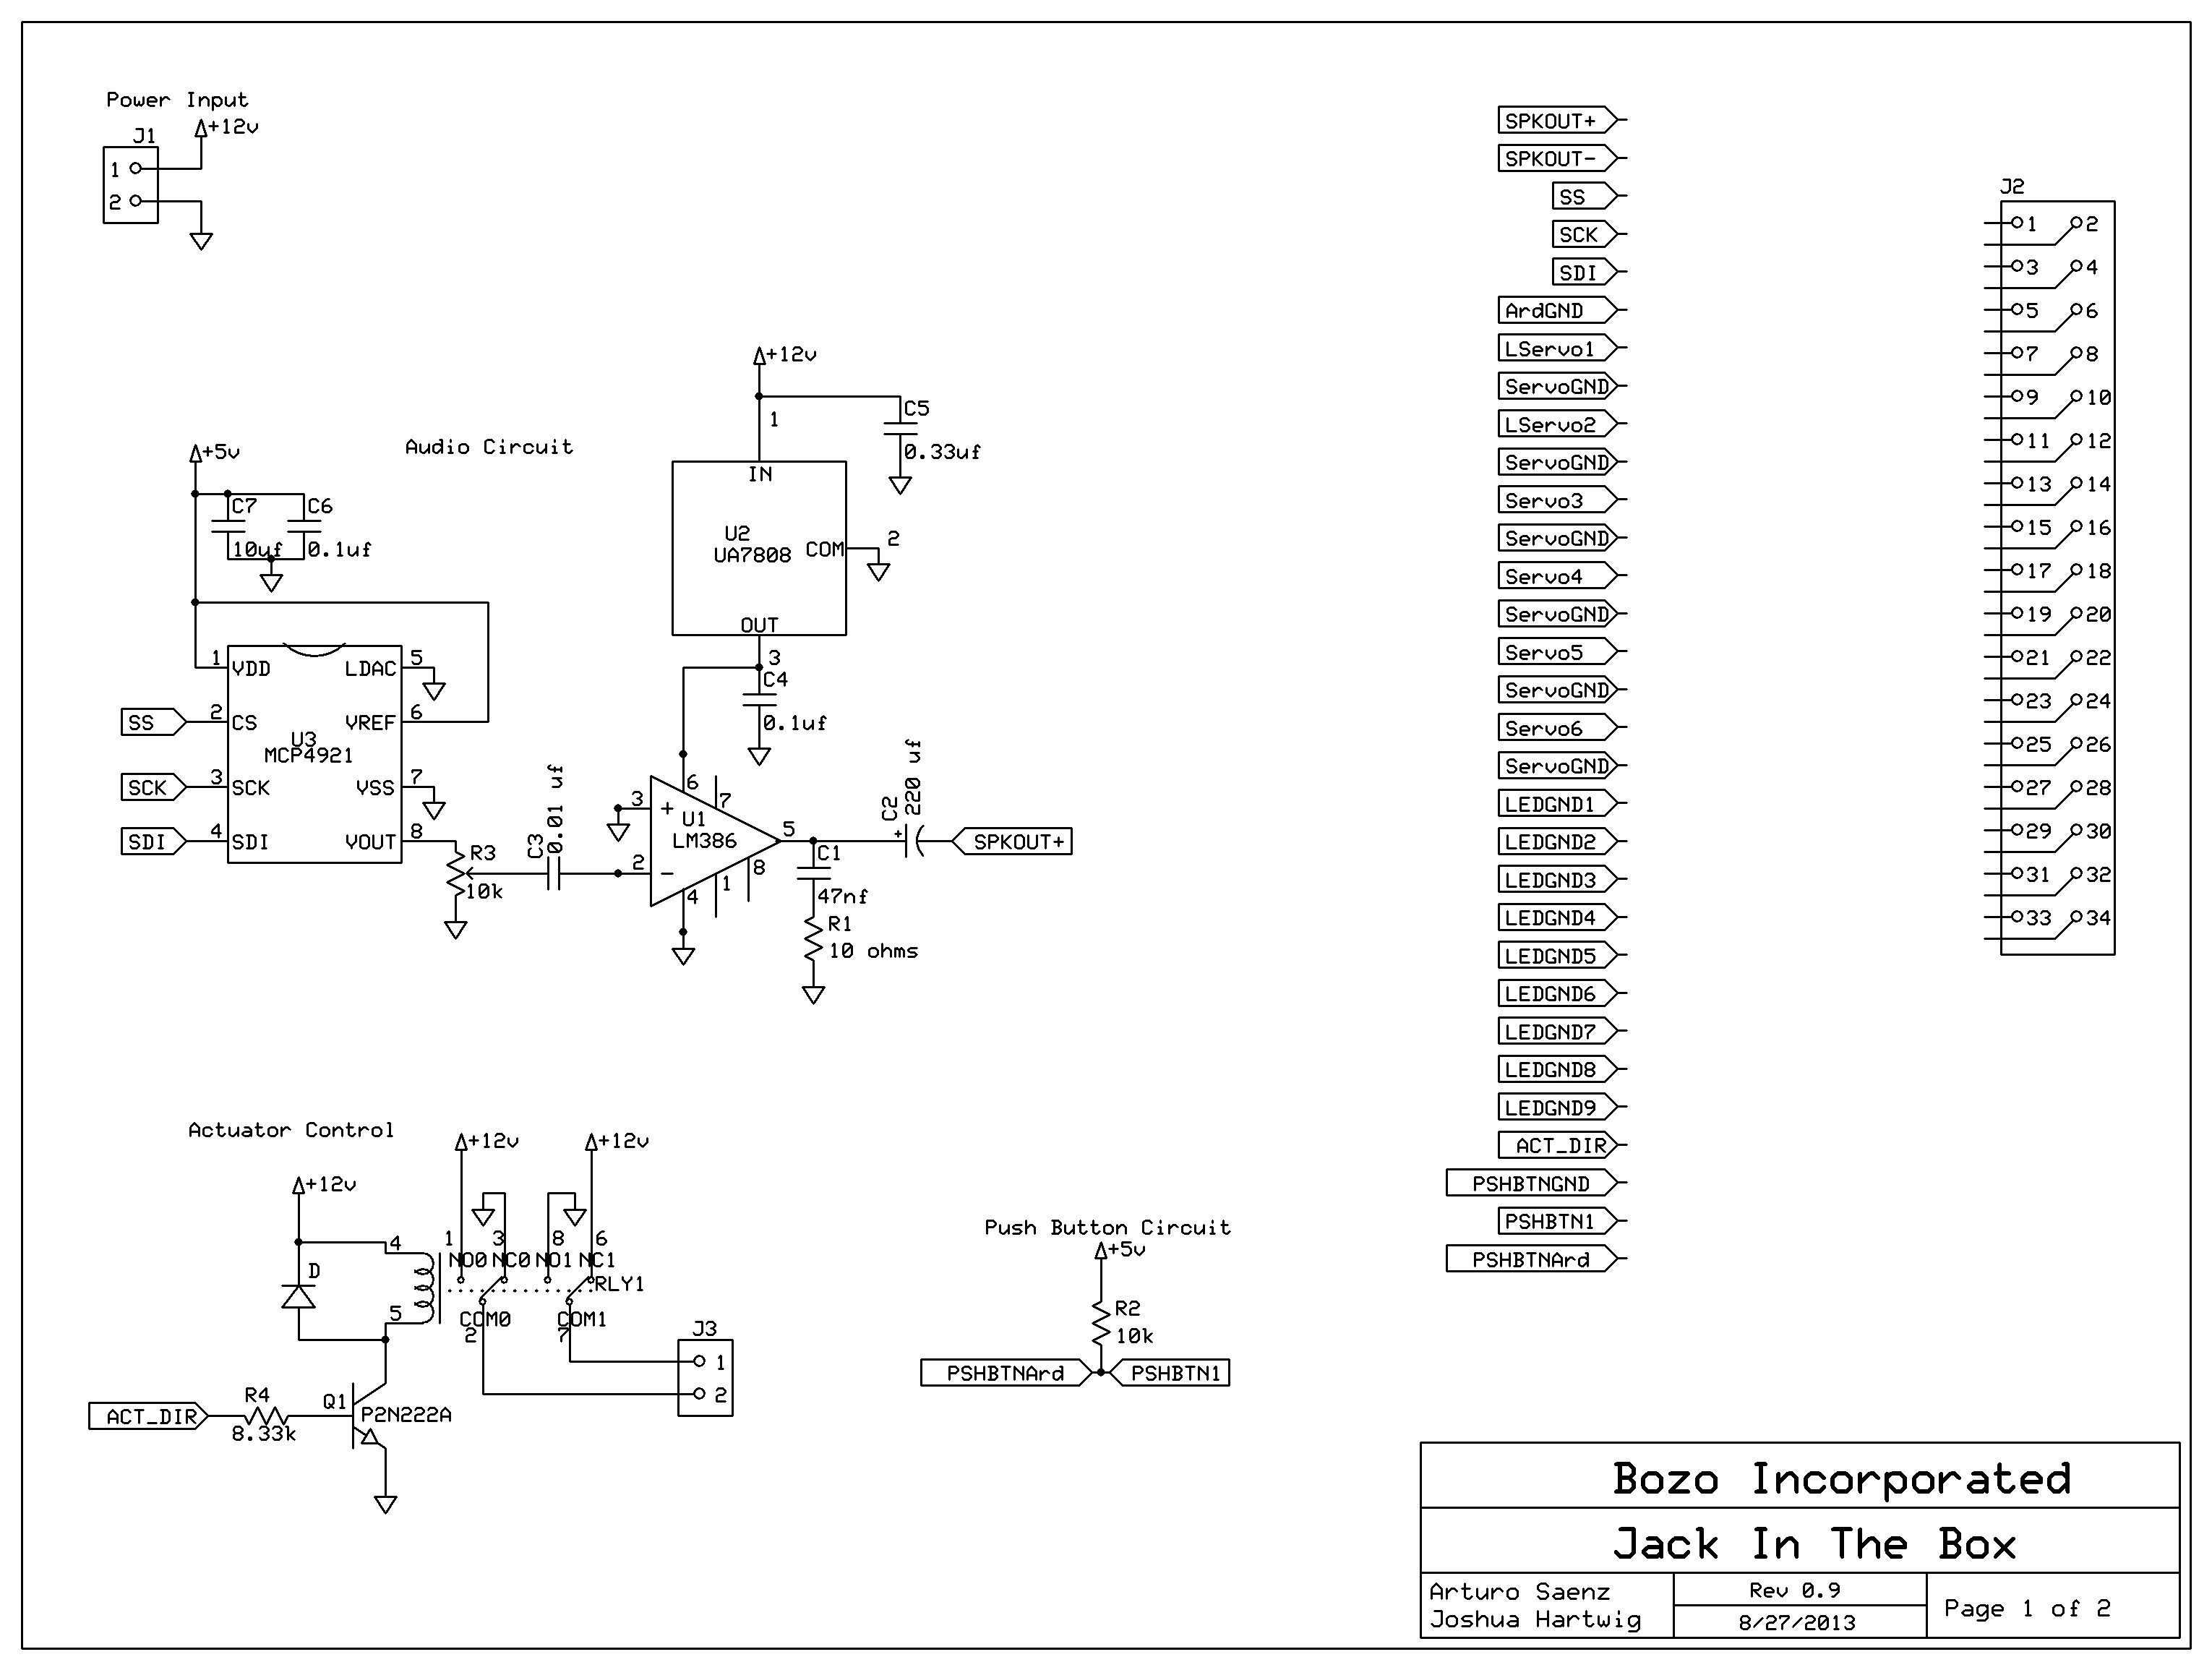 Power Input
+12v
J1
1
2
Audio Circuit
+5v
C7
10uf
C6
0.1uf
1 VDD LDAC 5
SS 2 CS VREF 6
U3
MCP4921
SCK 3 SCK VSS 7
SDI 4 SDI VOUT 8
R3
10k
C3
0.01 uf
+12v
1
C5
0.33uf
IN
U2
UA7808
COM 2
OUT
3
C4
0.1uf
6
7
3 +
U1
LM386
5
2 -
4
1
8
C1
47nf
R1
10 ohms
C2
220 uf
+
SPKOUT+
Actuator Control
+12v
+12v
+12v
4
D
5
1 3 8 6
NO0 NC0 NO1 NC1
RLY1
COM0 COM1
2 7
J3
1
2
ACT_DIR
R4
8.33k
Q1
P2N222A
Push Button Circuit
+5v
R2
10k
PSHBTNArd PSHBTN1
SPKOUT+
SPKOUT-
SS
SCK
SDI
ArdGND
LServo1
ServoGND
LServo2
ServoGND
Servo3
ServoGND
Servo4
ServoGND
Servo5
ServoGND
Servo6
ServoGND
LEDGND1
LEDGND2
LEDGND3
LEDGND4
LEDGND5
LEDGND6
LEDGND7
LEDGND8
LEDGND9
ACT_DIR
PSHBTNGND
PSHBTN1
PSHBTNArd
J2
1 2
3 4
5 6
7 8
9 10
11 12
13 14
15 16
17 18
19 20
21 22
23 24
25 26
27 28
29 30
31 32
33 34
Bozo Incorporated
Jack In The Box
Arturo Saenz
Joshua Hartwig
Rev 0.9
8/27/2013
Page 1 of 2